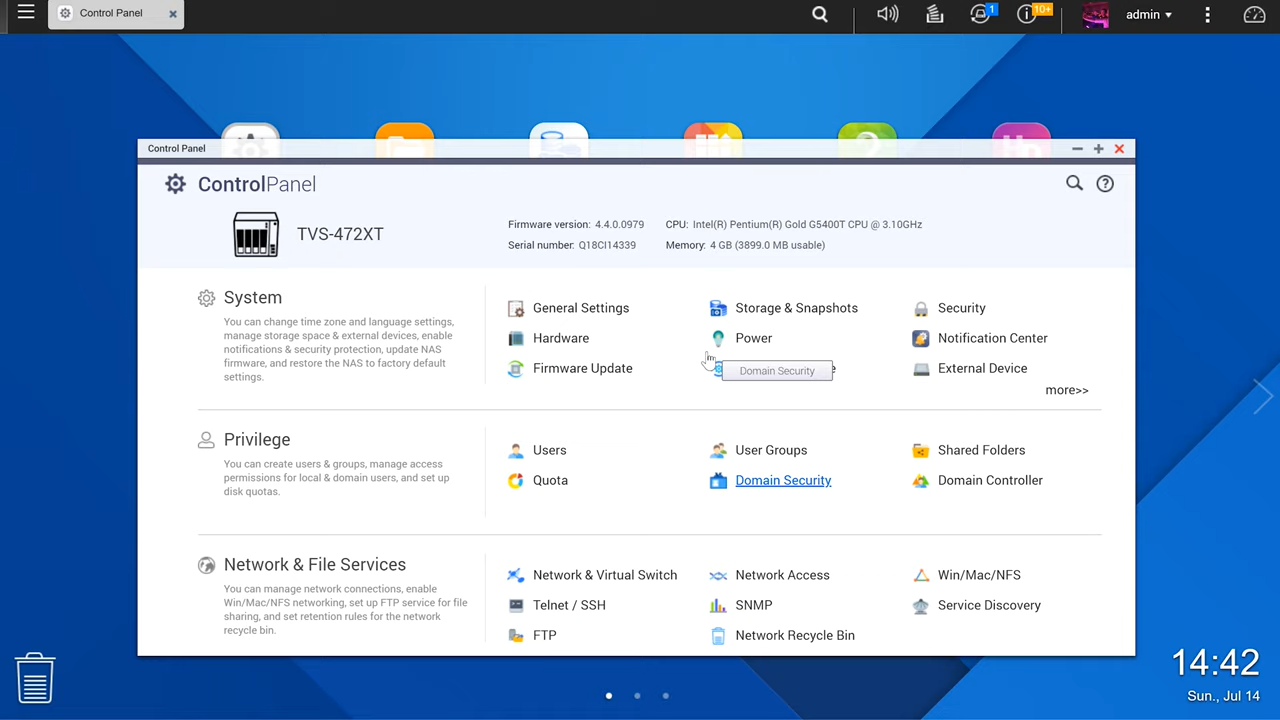 Control Panel
1
10+
admin
Control Panel
ControlPanel
TVS-472XT
Firmware version: 4.4.0.0979
CPU: Intel(R) Pentium(R) Gold G5400T CPU @ 3.10GHz
Serial number: Q18CI14339
Memory: 4 GB (3899.0 MB usable)
System
You can change time zone and language settings,
manage storage space & external devices, enable
notifications & security protection, update NAS
firmware, and restore the NAS to factory default
settings.
General Settings
Storage & Snapshots
Security
Hardware
Power
Notification Center
Firmware Update
Domain Security
External Device
more>>
Privilege
You can create users & groups, manage access
permissions for local & domain users, and set up
disk quotas.
Users
User Groups
Shared Folders
Quota
Domain Security
Domain Controller
Network & File Services
You can manage network connections, enable
Win/Mac/NFS networking, set up FTP service for file
sharing, and set retention rules for the network
recycle bin.
Network & Virtual Switch
Network Access
Win/Mac/NFS
Telnet / SSH
SNMP
Service Discovery
FTP
Network Recycle Bin
14:42
Sun., Jul 14